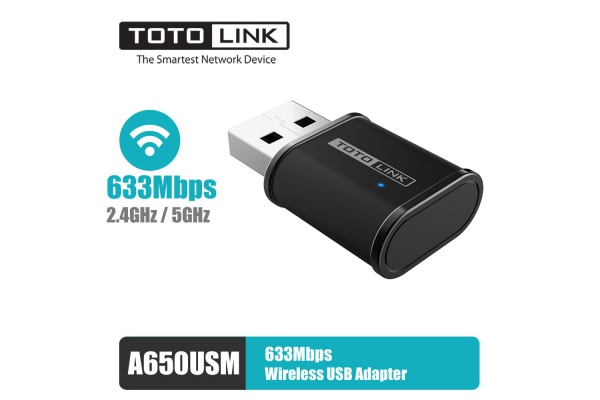 TOTO LINK
The Smartest Network Device
633Mbps
2.4GHz / 5GHz
TOTO LINK
A650USM
633Mbps
Wireless USB Adapter